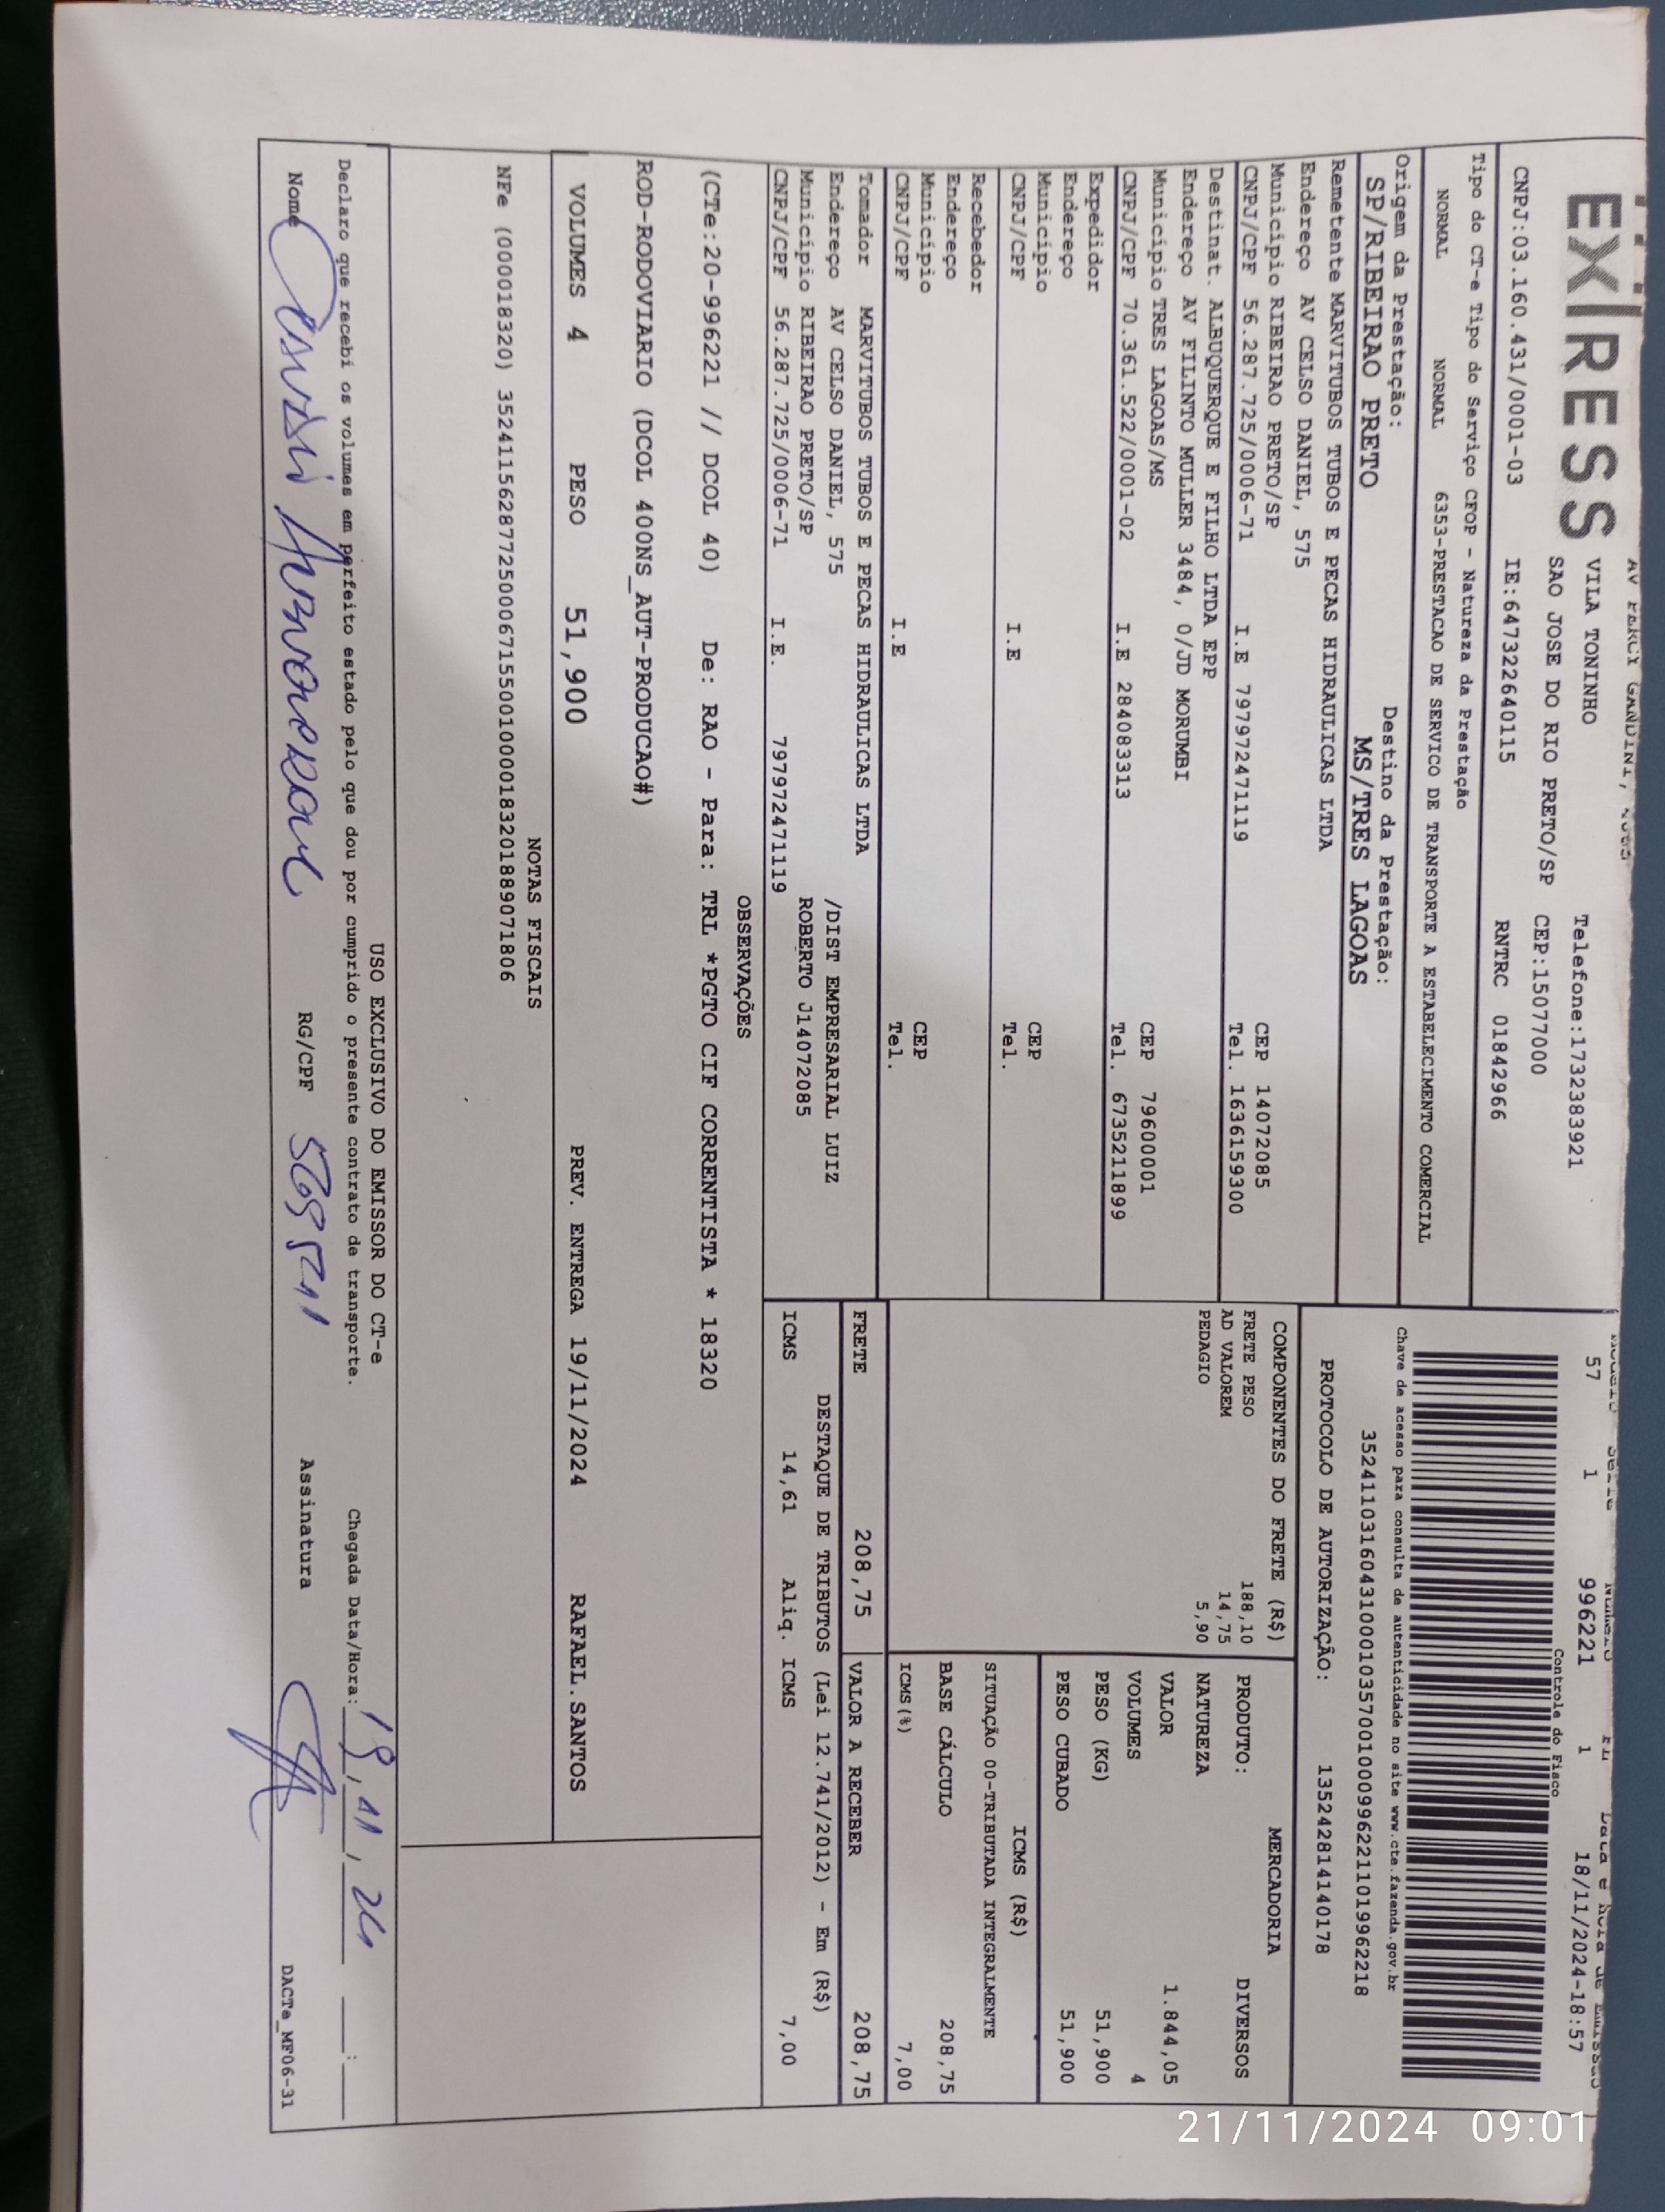 EX/RESS
VILA TONINHO
Telefone:1732383921
SAO JOSE DO RIO PRETO/SP CEP:15077000
CNPJ:03.160.431/0001-03 IE:647322640115 RNTRC 01842966
57 1 996221 1 18/11/2024-18:57
Controle do Fisco
Tipo do CT-e Tipo do Serviço CFOP - Natureza da Prestação
NORMAL NORMAL 6353-PRESTACAO DE SERVICO DE TRANSPORTE A ESTABELECIMENTO COMERCIAL
Chave de acesso para consulta de autenticidade no site www.cte.fazenda.gov.br
35241103160431000103570010009962211019962218
Origem da Prestação: Destino da Prestação:
SP/RIBEIRAO PRETO MS/TRES LAGOAS
PROTOCOLO DE AUTORIZAÇÃO: 135242814140178
Remetente MARVITUBOS TUBOS E PECAS HIDRAULICAS LTDA
Endereço AV CELSO DANIEL, 575
Município RIBEIRAO PRETO/SP CEP 14072085
CNPJ/CPF 56.287.725/0006-71 I.E 797972471119 Tel. 1636159300
Destinat. ALBUQUERQUE E FILHO LTDA EPP
Endereço AV FILINTO MULLER 3484, 0/JD MORUMBI
Município TRES LAGOAS/MS CEP 79600001
CNPJ/CPF 70.361.522/0001-02 I.E 284083313 Tel. 6735211899
Expedidor
Endereço
Município CEP
CNPJ/CPF I.E Tel.
Recebedor
Endereço
Município CEP
CNPJ/CPF I.E Tel.
Tomador MARVITUBOS TUBOS E PECAS HIDRAULICAS LTDA
Endereço AV CELSO DANIEL, 575 /DIST EMPRESARIAL LUIZ
Município RIBEIRAO PRETO/SP ROBERTO J14072085
CNPJ/CPF 56.287.725/0006-71 I.E. 797972471119
COMPONENTES DO FRETE (R$)
FRETE PESO 188,10
AD VALOREM 14,75
PEDAGIO 5,90
MERCADORIA
PRODUTO: DIVERSOS
NATUREZA
VALOR 1.844,05
VOLUMES 4
PESO (KG) 51,900
PESO CUBADO 51,900
ICMS (R$)
SITUAÇÃO 00-TRIBUTADA INTEGRALMENTE
BASE CÁLCULO 208,75
ICMS(%) 7,00
FRETE 208,75 VALOR A RECEBER 208,75
DESTAQUE DE TRIBUTOS (Lei 12.741/2012) - Em (R$)
ICMS 14,61 Aliq. ICMS 7,00
OBSERVAÇÕES
(CTe:20-996221 // DCOL 40) De: RAO - Para: TRL *PGTO CIF CORRENTISTA * 18320
ROD-RODOVIARIO (DCOL 400NS_AUT-PRODUCAO#)
VOLUMES 4 PESO 51,900 PREV. ENTREGA 19/11/2024 RAFAEL.SANTOS
NOTAS FISCAIS
NFe (000018320) 35241156287725000671550010000183201889071806
USO EXCLUSIVO DO EMISSOR DO CT-e
Declaro que recebi os volumes em perfeito estado pelo que dou por cumprido o presente contrato de transporte. Chegada Data/Hora: 19/11/24 :
Nome RG/CPF Assinatura DACTe_MF06-31
21/11/2024 09:01